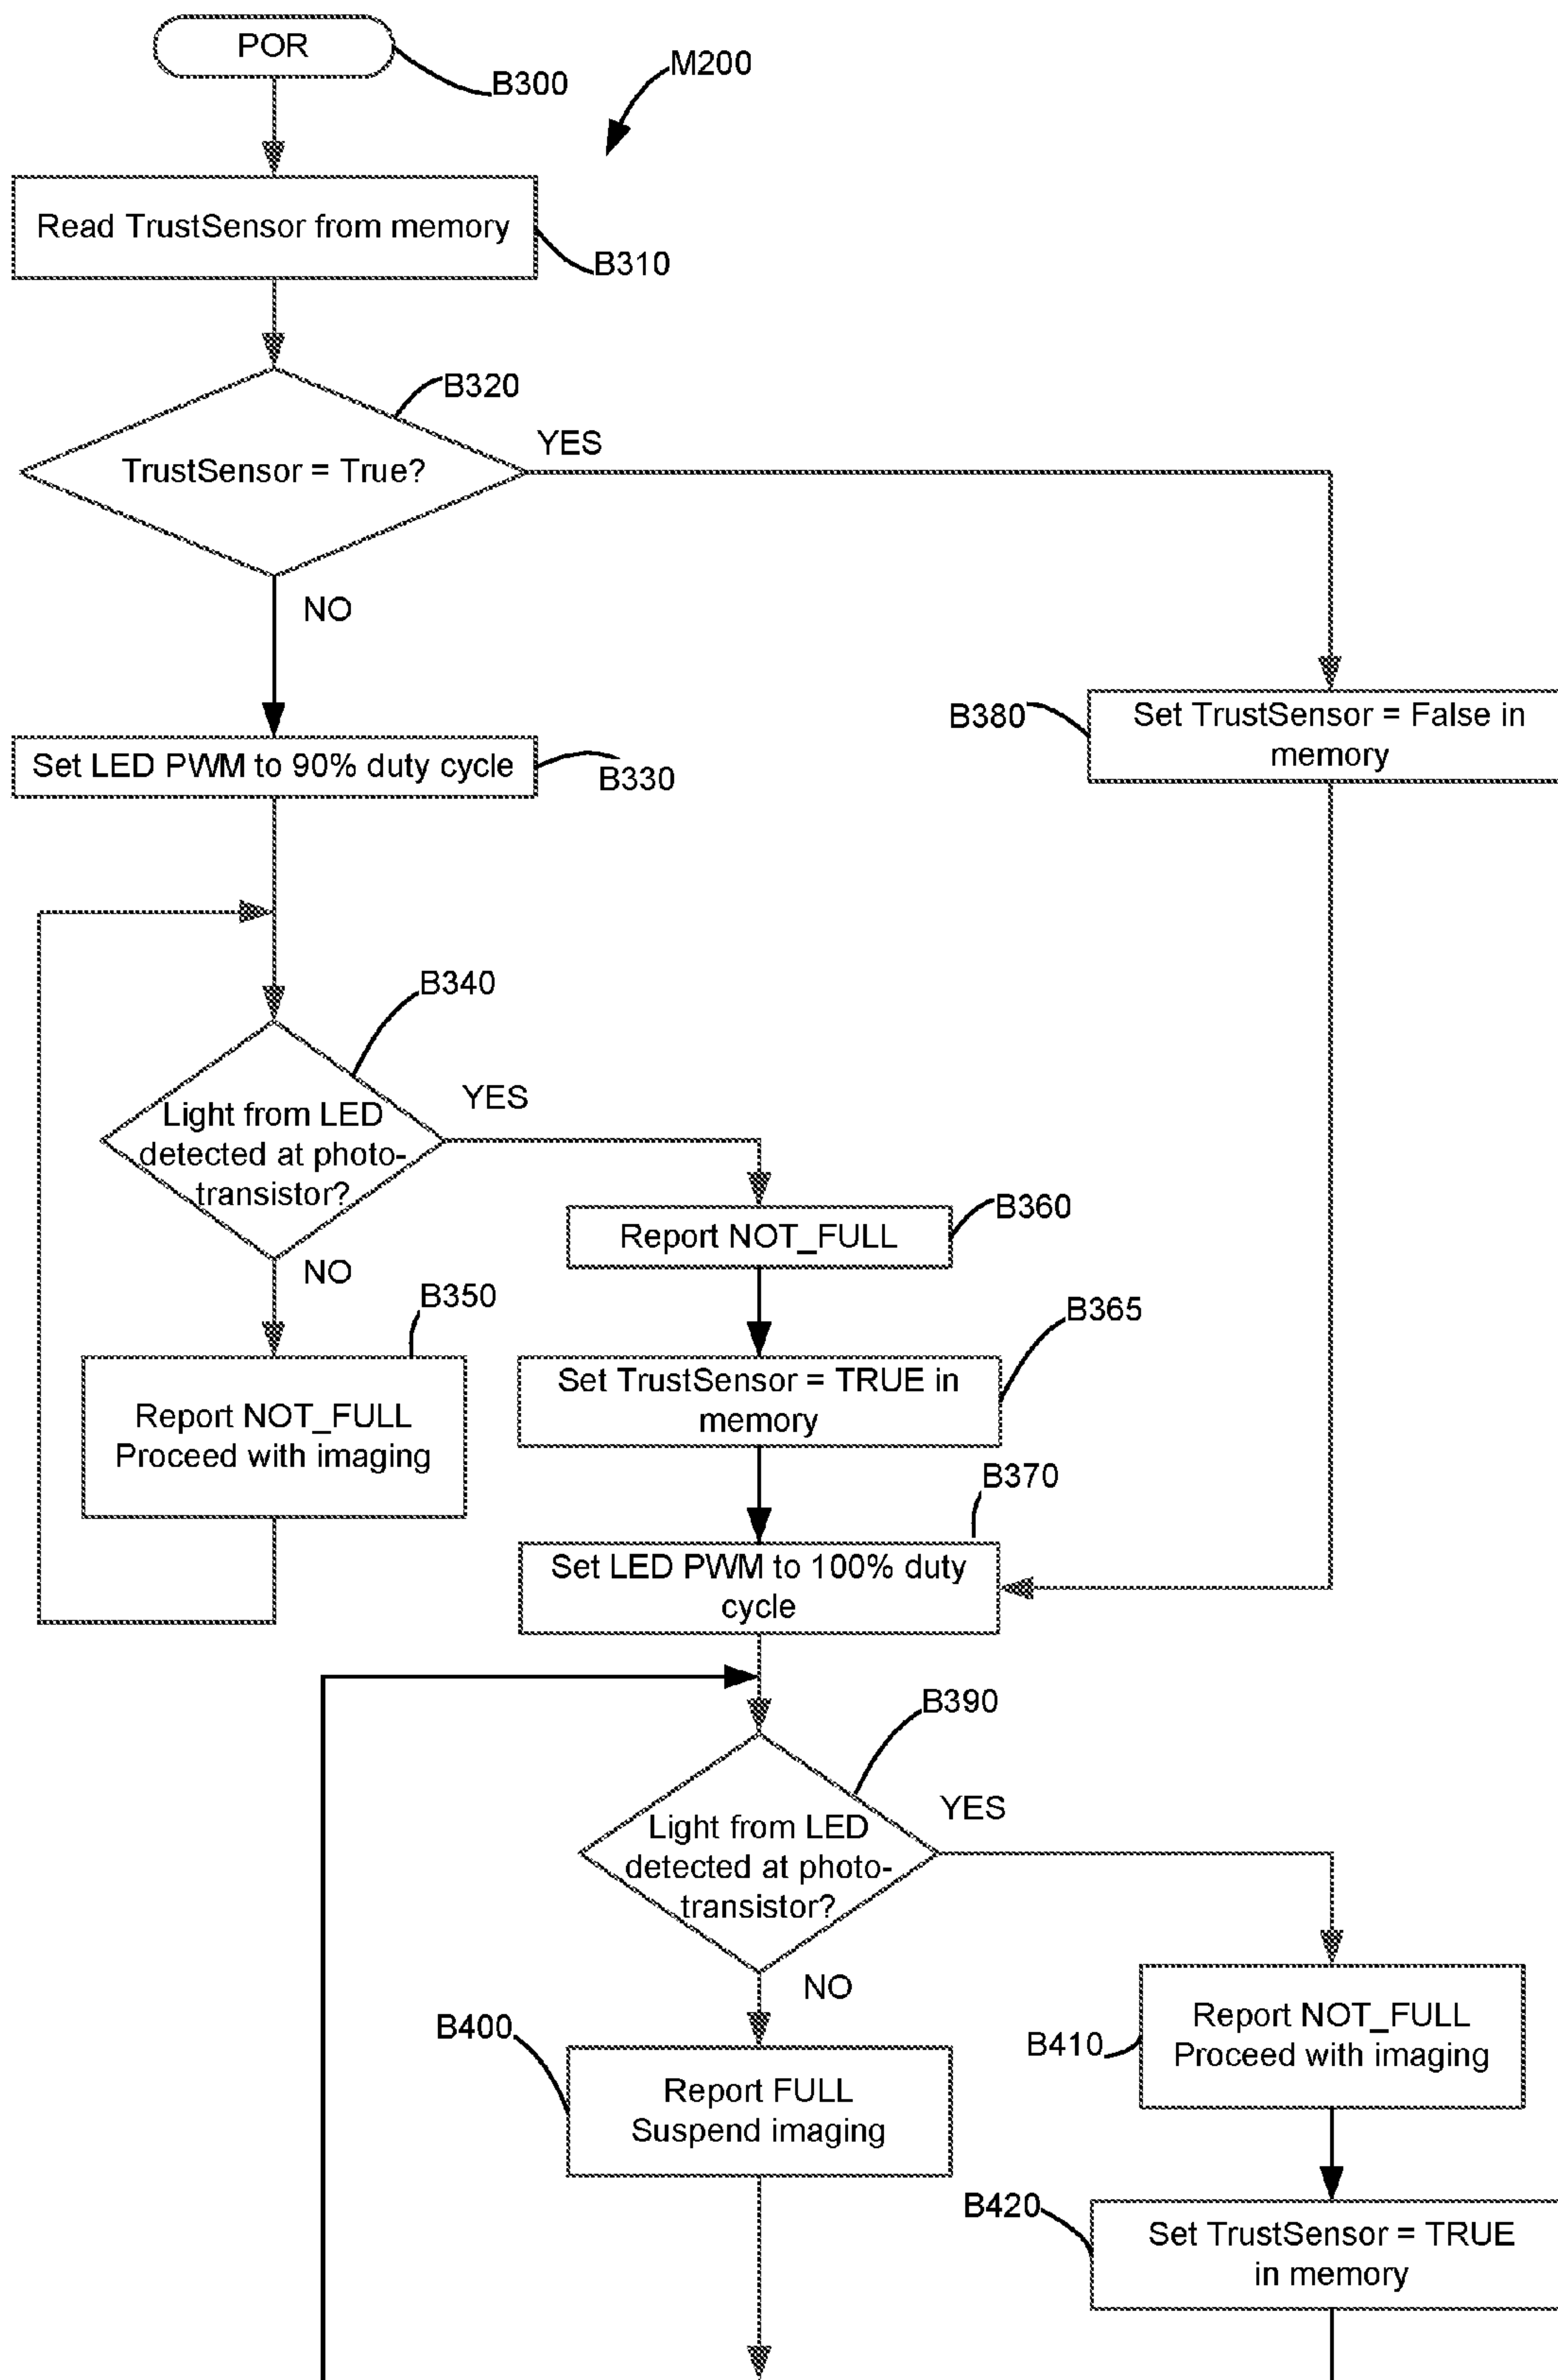 POR
B300
M200
Read TrustSensor from memory
B310
B320
TrustSensor = True?
YES
NO
B380
Set TrustSensor = False in
memory
Set LED PWM to 90% duty cycle
B330
B340
Light from LED
detected at photo-
transistor?
YES
NO
B360
Report NOT_FULL
B350
Report NOT_FULL
Proceed with imaging
B365
Set TrustSensor = TRUE in
memory
B370
Set LED PWM to 100% duty
cycle
B390
Light from LED
detected at photo-
transistor?
YES
NO
B400
Report FULL
Suspend imaging
B410
Report NOT_FULL
Proceed with imaging
B420
Set TrustSensor = TRUE
in memory